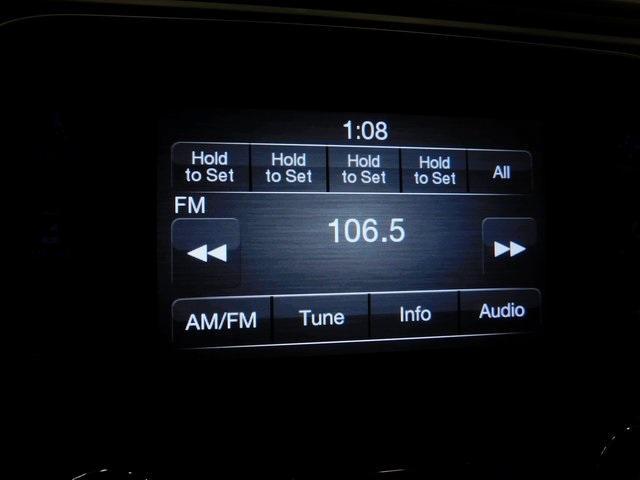 1:08
Hold to Set
Hold to Set
Hold to Set
Hold to Set
All
FM
106.5
AM/FM Tune Info Audio